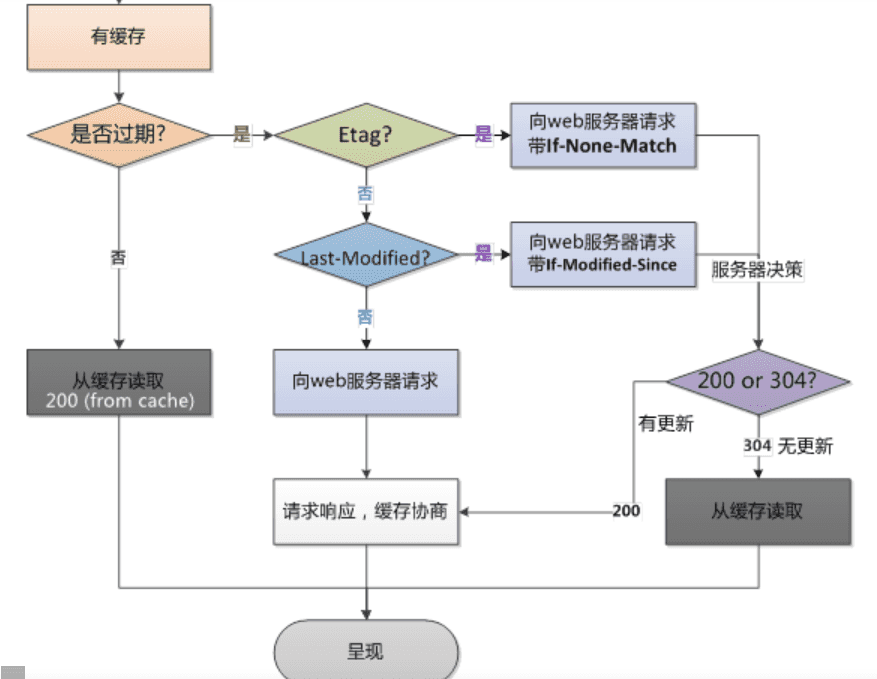 有缓存
是否过期?
是
Etag?
是
向web服务器请求
带If-None-Match
否
否
Last-Modified?
是
向web服务器请求
带If-Modified-Since
服务器决策
否
从缓存读取
200 (from cache)
向web服务器请求
200 or 304?
有更新
304 无更新
请求响应，缓存协商
200
从缓存读取
呈现